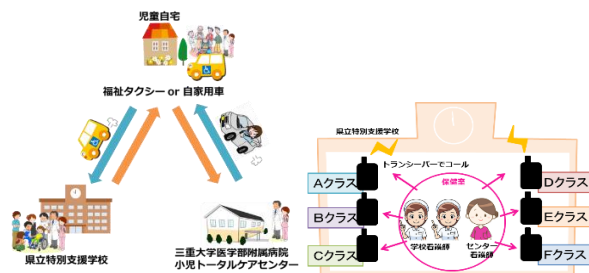 児童自宅
福祉タクシー or 自家用車
県立特別支援学校
三重大学医学部附属病院
小児トータルケアセンター
県立特別支援学校
トランシーバーでコール
保健室
Aクラス
Bクラス
Cクラス
Dクラス
Eクラス
Fクラス
学校看護師
センター
看護師